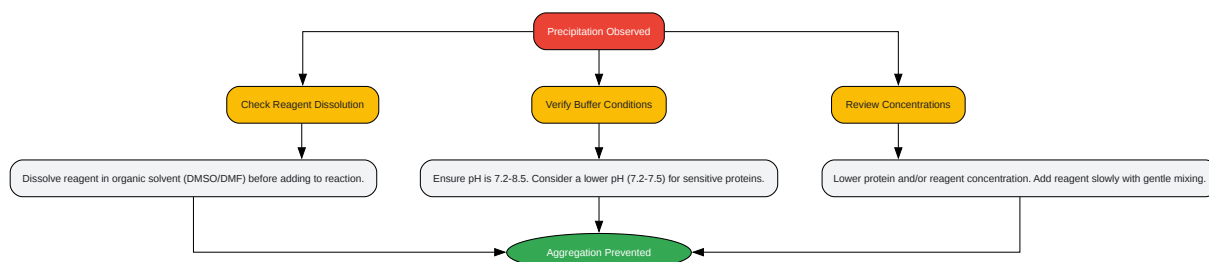 Precipitation Observed
Check Reagent Dissolution
Verify Buffer Conditions
Review Concentrations
Dissolve reagent in organic solvent (DMSO/DMF) before adding to reaction.
Ensure pH is 7.2-8.5. Consider a lower pH (7.2-7.5) for sensitive proteins.
Lower protein and/or reagent concentration. Add reagent slowly with gentle mixing.
Aggregation Prevented